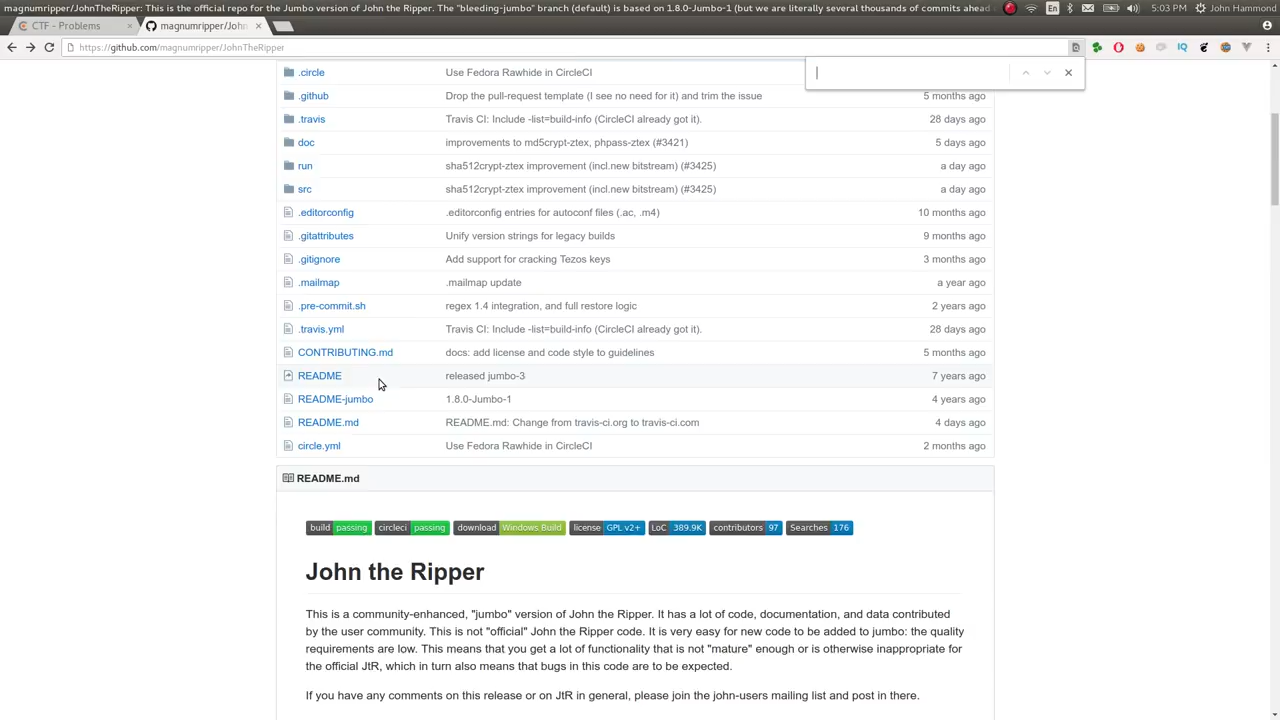 magnumripper/JohnTheRipper: This is the official repo for the Jumbo version of John the Ripper. The "bleeding-jumbo" branch (default) is based on 1.8.0-Jumbo-1 (but we are literally several thousands of commits ahead
En
5:03 PM
John Hammond
CTF - Problems
magnumripper/John
https://github.com/magnumripper/JohnTheRipper
.circle Use Fedora Rawhide in CircleCI
.github Drop the pull-request template (I see no need for it) and trim the issue 5 months ago
.travis Travis CI: Include -list=build-info (CircleCI already got it). 28 days ago
doc improvements to md5crypt-ztex, phpass-ztex (#3421) 5 days ago
run sha512crypt-ztex improvement (incl.new bitstream) (#3425) a day ago
src sha512crypt-ztex improvement (incl.new bitstream) (#3425) a day ago
.editorconfig .editorconfig entries for autoconf files (.ac, .m4) 10 months ago
.gitattributes Unify version strings for legacy builds 9 months ago
.gitignore Add support for cracking Tezos keys 3 months ago
.mailmap .mailmap update a year ago
.pre-commit.sh regex 1.4 integration, and full restore logic 2 years ago
.travis.yml Travis CI: Include -list=build-info (CircleCI already got it). 28 days ago
CONTRIBUTING.md docs: add license and code style to guidelines 5 months ago
README released jumbo-3 7 years ago
README-jumbo 1.8.0-Jumbo-1 4 years ago
README.md README.md: Change from travis-ci.org to travis-ci.com 4 days ago
circle.yml Use Fedora Rawhide in CircleCI 2 months ago
README.md
build passing circleci passing download Windows Build license GPL v2+ LoC 389.9K contributors 97 Searches 176
John the Ripper
This is a community-enhanced, "jumbo" version of John the Ripper. It has a lot of code, documentation, and data contributed
by the user community. This is not "official" John the Ripper code. It is very easy for new code to be added to jumbo: the quality
requirements are low. This means that you get a lot of functionality that is not "mature" enough or is otherwise inappropriate for
the official JtR, which in turn also means that bugs in this code are to be expected.
If you have any comments on this release or on JtR in general, please join the john-users mailing list and post in there.